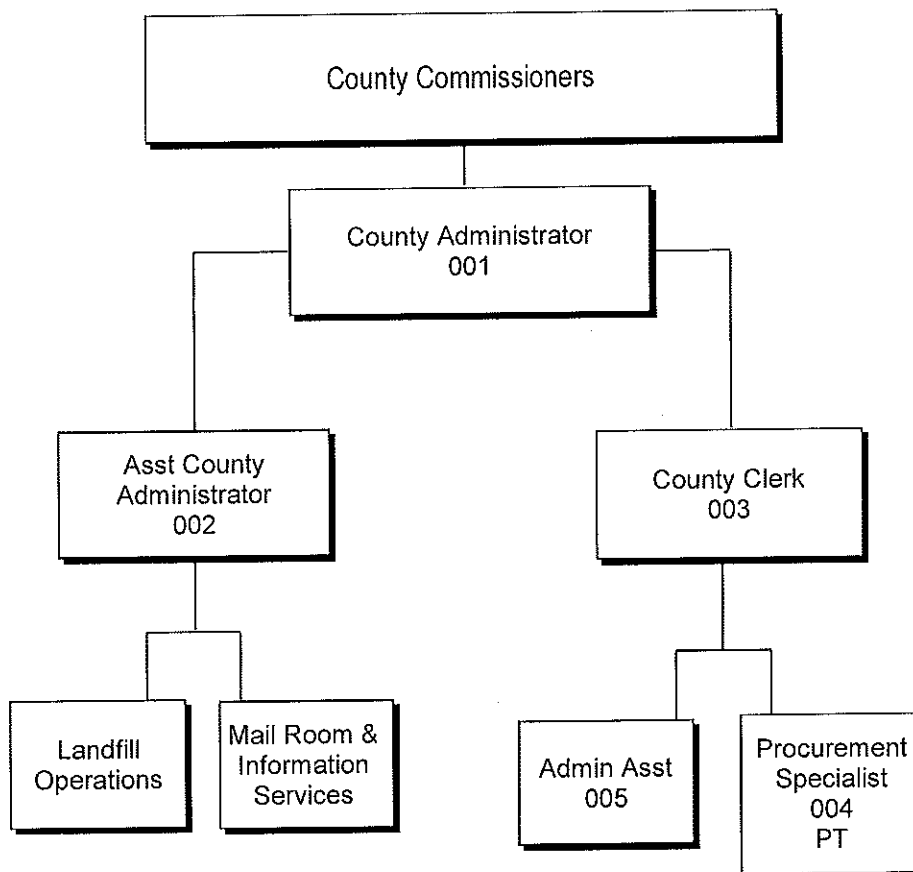 County Commissioners
County Administrator
001
Asst County
Administrator
002
County Clerk
003
Landfill
Operations
Mail Room &
Information
Services
Admin Asst
005
Procurement
Specialist
004
PT